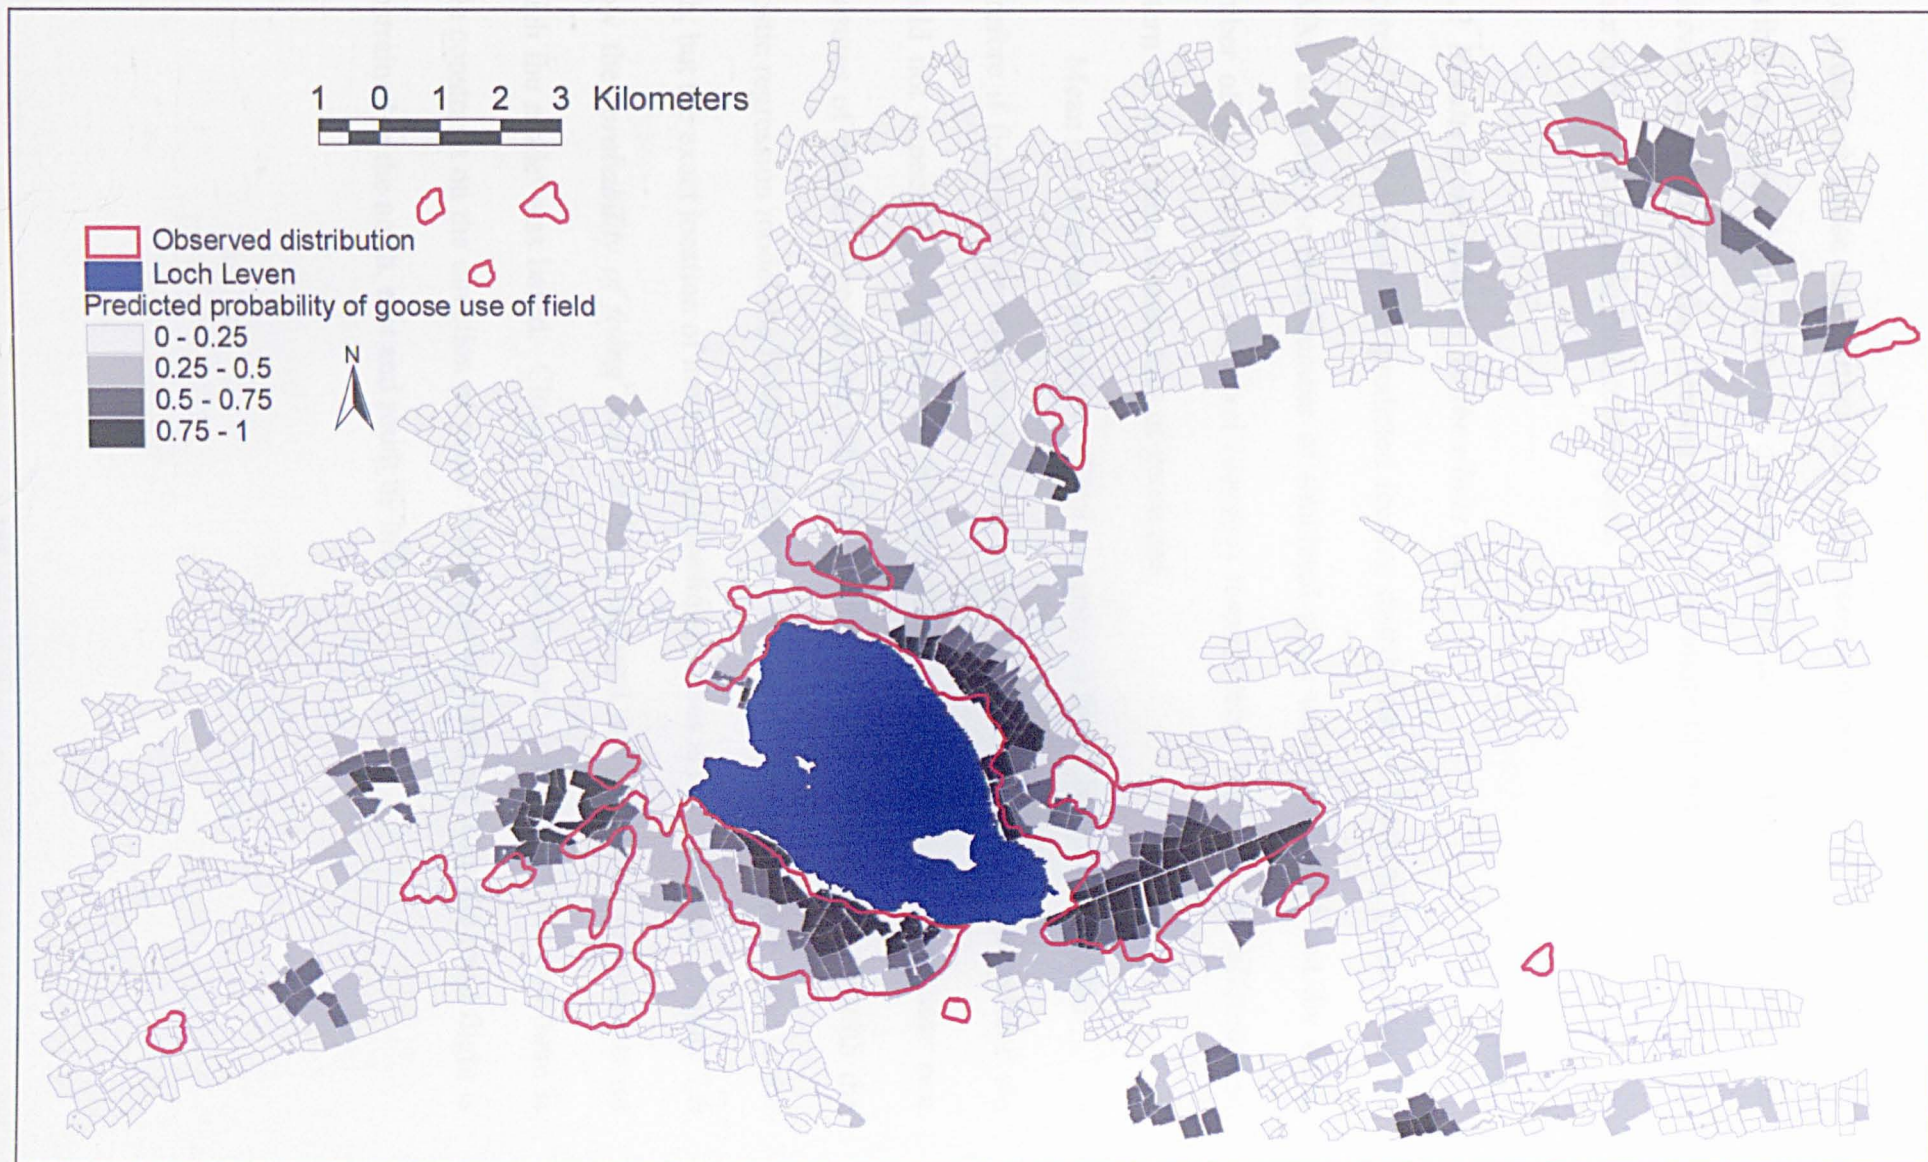 1 0 1 2 3 Kilometers
Observed distribution
Loch Leven
Predicted probability of goose use of field
0 - 0.25
0.25 - 0.5
0.5 - 0.75
0.75 - 1
N